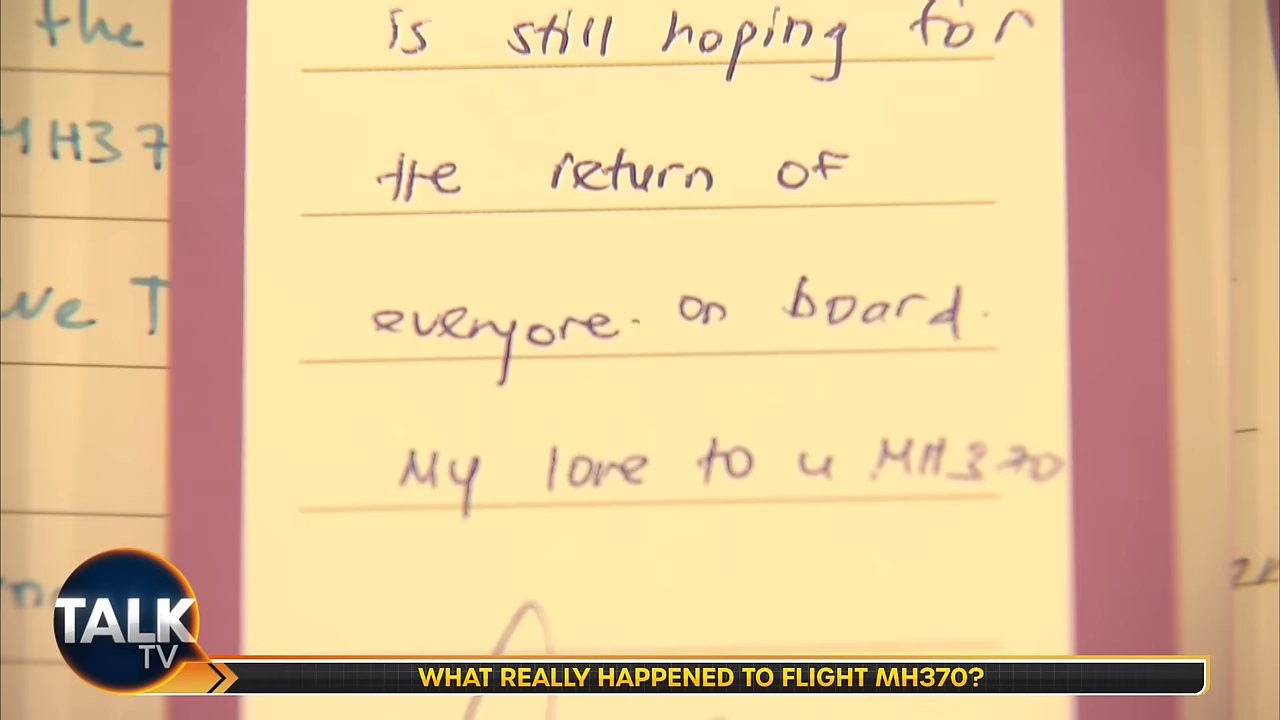 the
MH37
we T
is still hoping for
the return of
everyone on board.
My love to u MH370
TALK
TV
WHAT REALLY HAPPENED TO FLIGHT MH370?